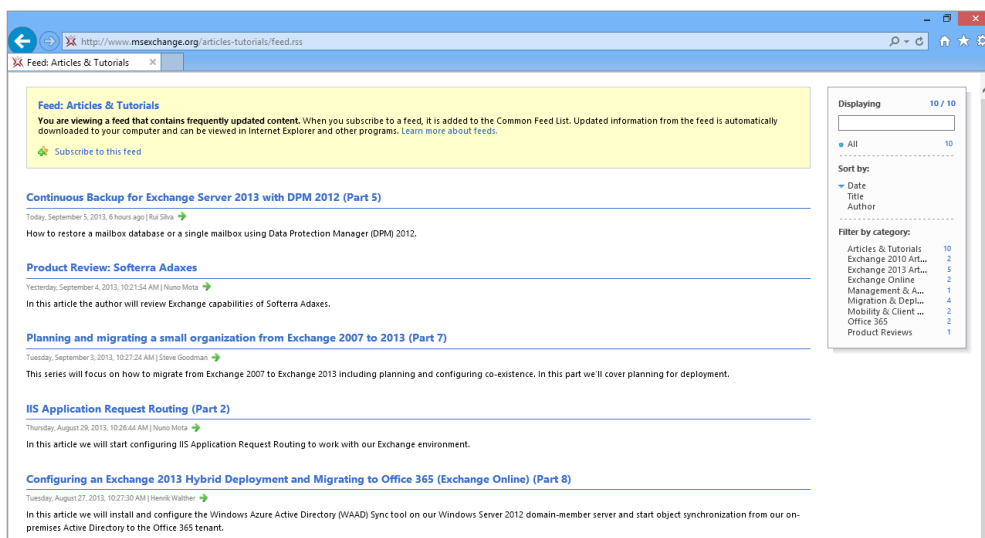 http://www.msexchange.org/articles-tutorials/feed.rss
Feed: Articles & Tutorials
Feed: Articles & Tutorials
You are viewing a feed that contains frequently updated content. When you subscribe to a feed, it is added to the Common Feed List. Updated information from the feed is automatically
downloaded to your computer and can be viewed in Internet Explorer and other programs. Learn more about feeds.
Subscribe to this feed
Continuous Backup for Exchange Server 2013 with DPM 2012 (Part 5)
Today, September 5, 2013, 6 hours ago | Rui Silva
How to restore a mailbox database or a single mailbox using Data Protection Manager (DPM) 2012.
Product Review: Softerra Adaxes
Yesterday, September 4, 2013, 10:21:54 AM | Nuno Mota
In this article the author will review Exchange capabilities of Softerra Adaxes.
Planning and migrating a small organization from Exchange 2007 to 2013 (Part 7)
Tuesday, September 3, 2013, 10:27:24 AM | Steve Goodman
This series will focus on how to migrate from Exchange 2007 to Exchange 2013 including planning and configuring co-existence. In this part we'll cover planning for deployment.
IIS Application Request Routing (Part 2)
Thursday, August 29, 2013, 10:26:44 AM | Nuno Mota
In this article we will start configuring IIS Application Request Routing to work with our Exchange environment.
Configuring an Exchange 2013 Hybrid Deployment and Migrating to Office 365 (Exchange Online) (Part 8)
Tuesday, August 27, 2013, 10:27:30 AM | Henrik Walther
In this article we will install and configure the Windows Azure Active Directory (WAAD) Sync tool on our Windows Server 2012 domain-member server and start object synchronization from our on-
premises Active Directory to the Office 365 tenant.
Displaying 10 / 10
All 10
Sort by:
Date
Title
Author
Filter by category:
Articles & Tutorials 10
Exchange 2010 Art... 2
Exchange 2013 Art... 5
Exchange Online 2
Management & A... 1
Migration & Depl... 4
Mobility & Client ... 2
Office 365 2
Product Reviews 1